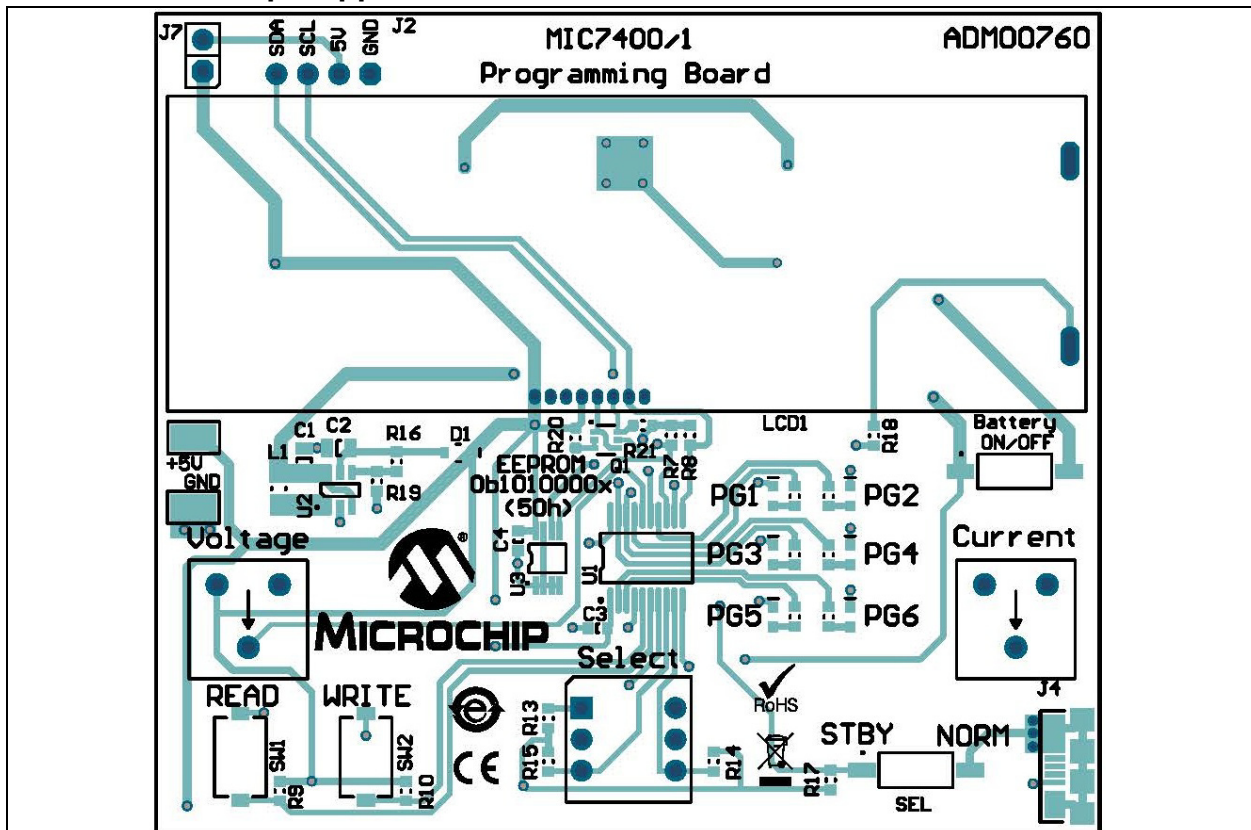 J7
SDA
SCL
5V
GND
J2
MIC7400/1
Programming Board
ADM00760
LCD1
C1
C2
R16
D1
R20
R21
R7
R8
Q1
R18
Battery
ON/OFF
+5V
GND
L1
U2
R19
EEPROM
0b1010000x
(50h)
C4
U3
U1
C3
PG1
PG2
PG3
PG4
PG5
PG6
Voltage
Current
MICROCHIP
®
Select
READ
WRITE
SW1
SW2
R9
R10
e
CE
R13
R15
R14
R17
RoHS
STBY
NORM
SEL
J4